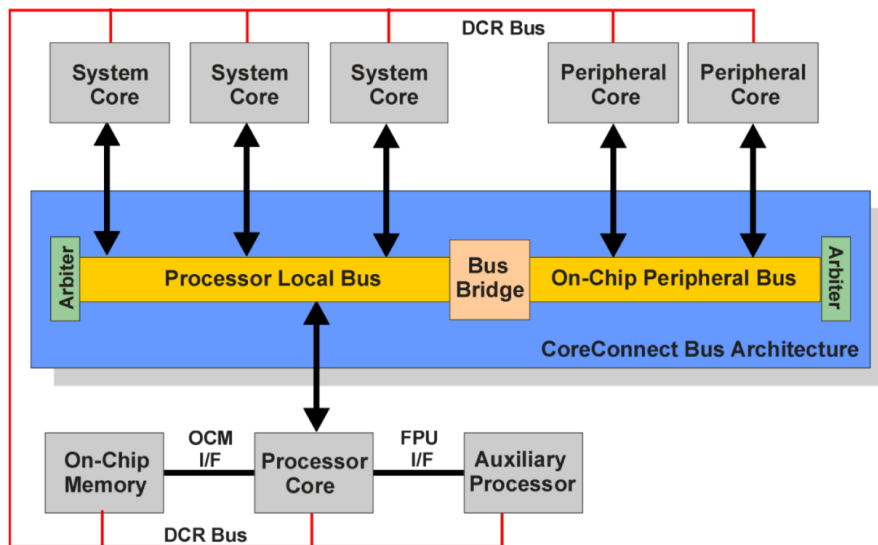 DCR Bus
System
Core
System
Core
System
Core
Peripheral
Core
Peripheral
Core
Arbiter
Processor Local Bus
Bus
Bridge
On-Chip Peripheral Bus
Arbiter
CoreConnect Bus Architecture
On-Chip
Memory
OCM
I/F
Processor
Core
FPU
I/F
Auxiliary
Processor
DCR Bus